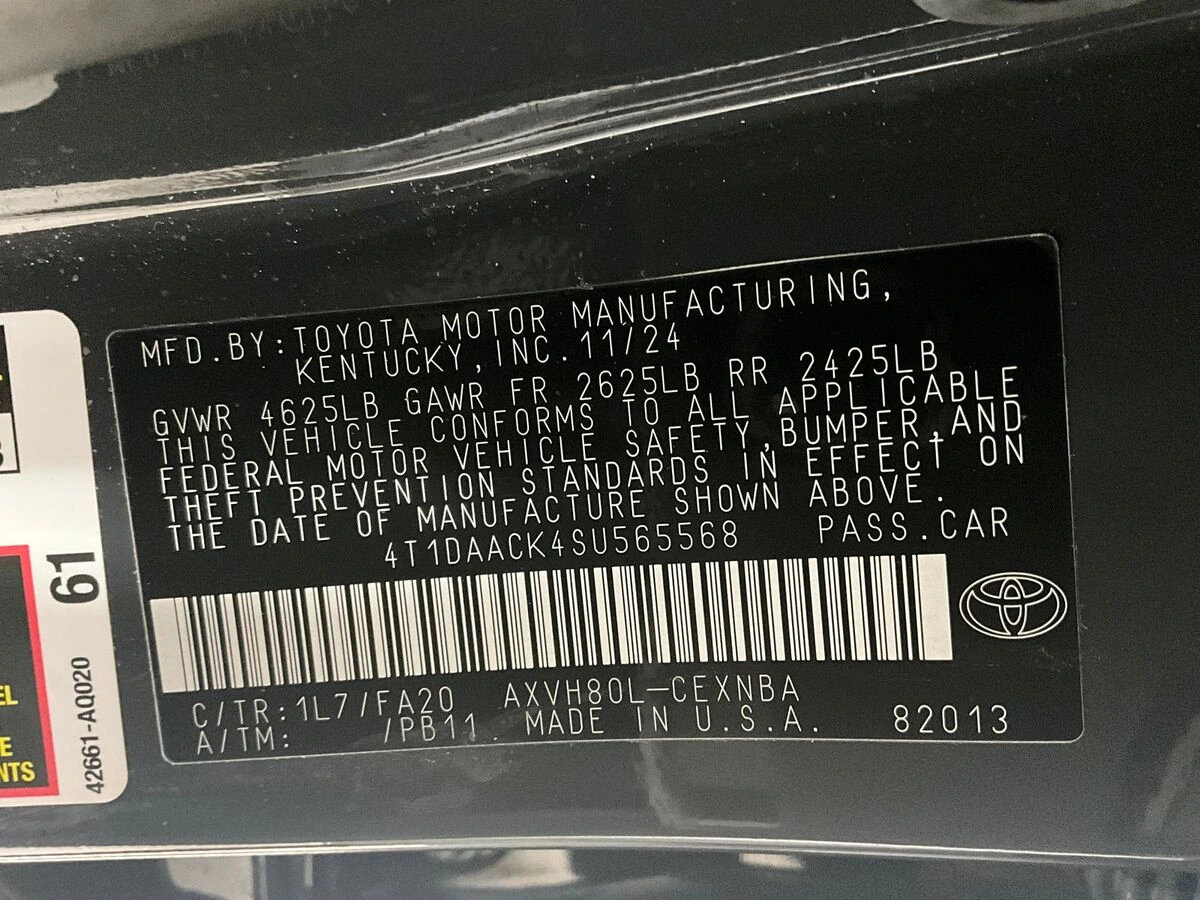 MFD.BY:TOYOTA MOTOR MANUFACTURING,
KENTUCKY,INC.11/24
GVWR 4625LB GAWR FR 2625LB RR 2425LB
THIS VEHICLE CONFORMS TO ALL APPLICABLE
FEDERAL MOTOR VEHICLE SAFETY,BUMPER,AND
THEFT PREVENTION STANDARDS IN EFFECT ON
THE DATE OF MANUFACTURE SHOWN ABOVE.
4T1DAACK4SU565568 PASS.CAR
C/TR:1L7/FA20 AXVH80L-CEXNBA
A/TM: /PB11 MADE IN U.S.A. 82013
61
42661-AQ020